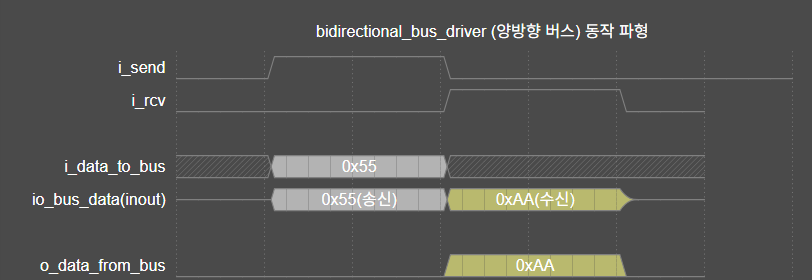 bidirectional_bus_driver (양방향 버스) 동작 파형
i_send
i_rcv
i_data_to_bus 0x55
io_bus_data(inout) 0x55(송신) 0xAA(수신)
o_data_from_bus 0xAA